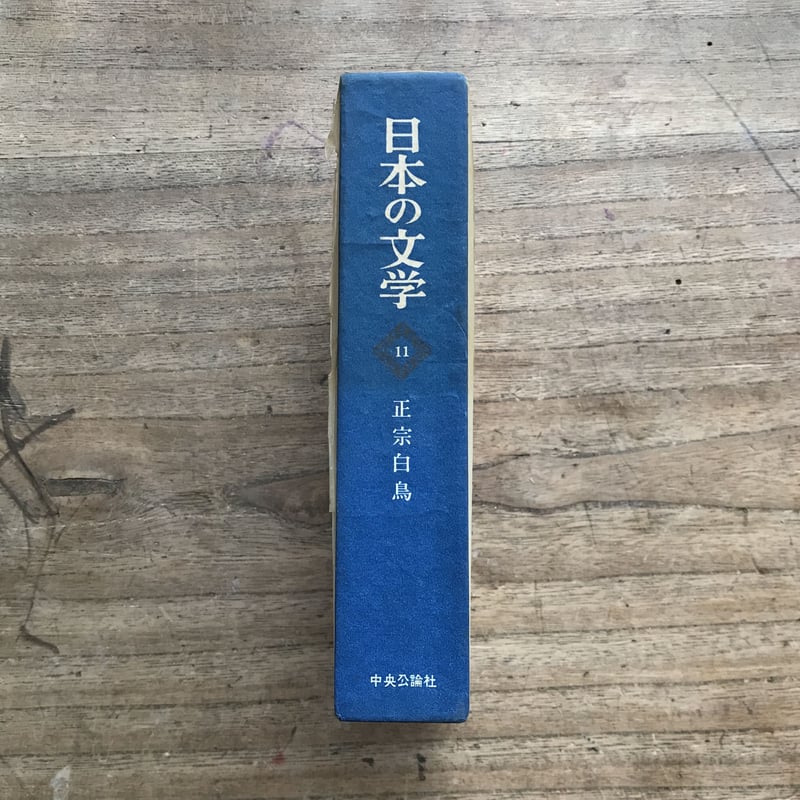 日本の文学
11
正宗白鳥
中央公論社